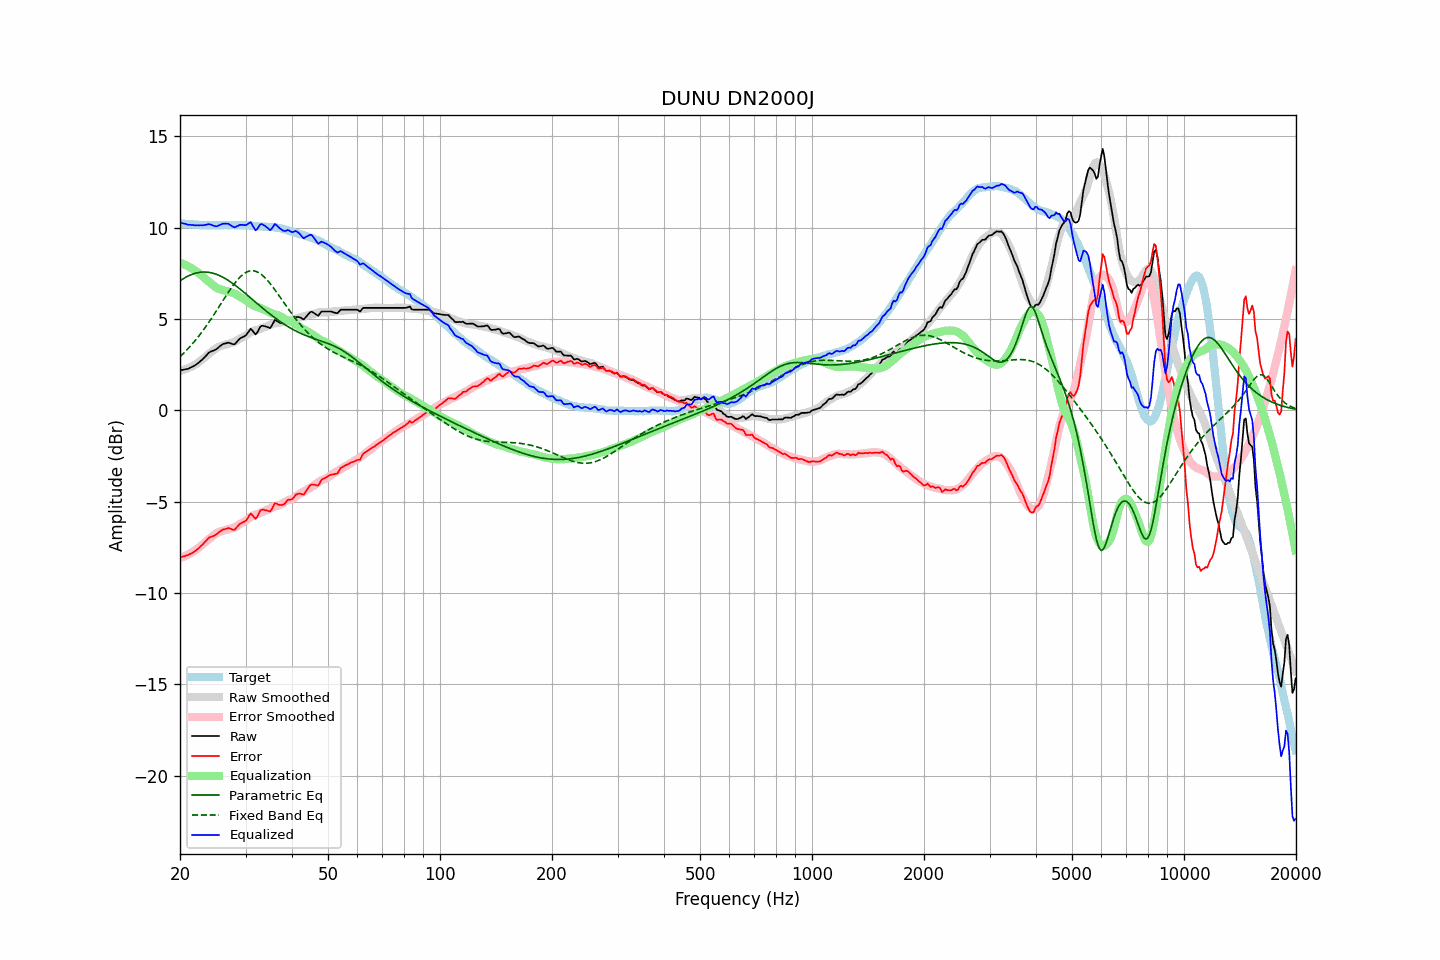 DUNU DN2000J
Amplitude (dBr)
15
10
5
0
−5
−10
−15
−20
Target
Raw Smoothed
Error Smoothed
Raw
Error
Equalization
Parametric Eq
Fixed Band Eq
Equalized
20 50 100 200 500 1000 2000 5000 10000 20000
Frequency (Hz)